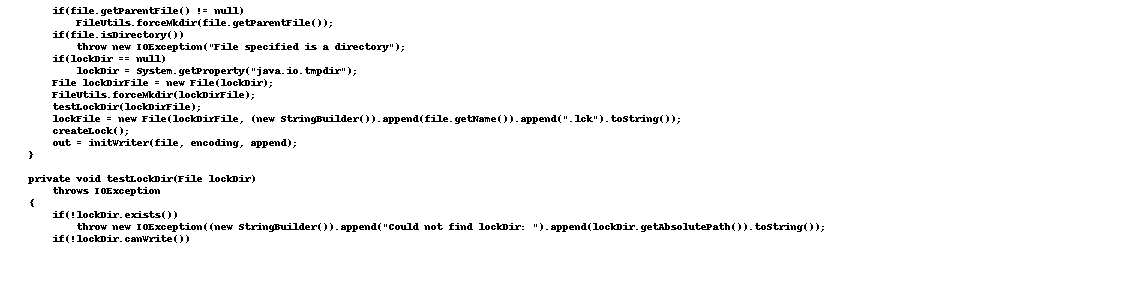 if(file.getParentFile() != null)
FileUtils.forceMkdir(file.getParentFile());
if(file.isDirectory())
throw new IOException("File specified is a directory");
if(lockDir == null)
lockDir = System.getProperty("java.io.tmpdir");
File lockDirFile = new File(lockDir);
FileUtils.forceMkdir(lockDirFile);
testLockDir(lockDirFile);
lockFile = new File(lockDirFile, (new StringBuilder()).append(file.getName()).append(".lck").toString());
createLock();
out = initWriter(file, encoding, append);
}
private void testLockDir(File lockDir)
throws IOException
{
if(!lockDir.exists())
throw new IOException((new StringBuilder()).append("Could not find lockDir: ").append(lockDir.getAbsolutePath()).toString());
if(!lockDir.canWrite())